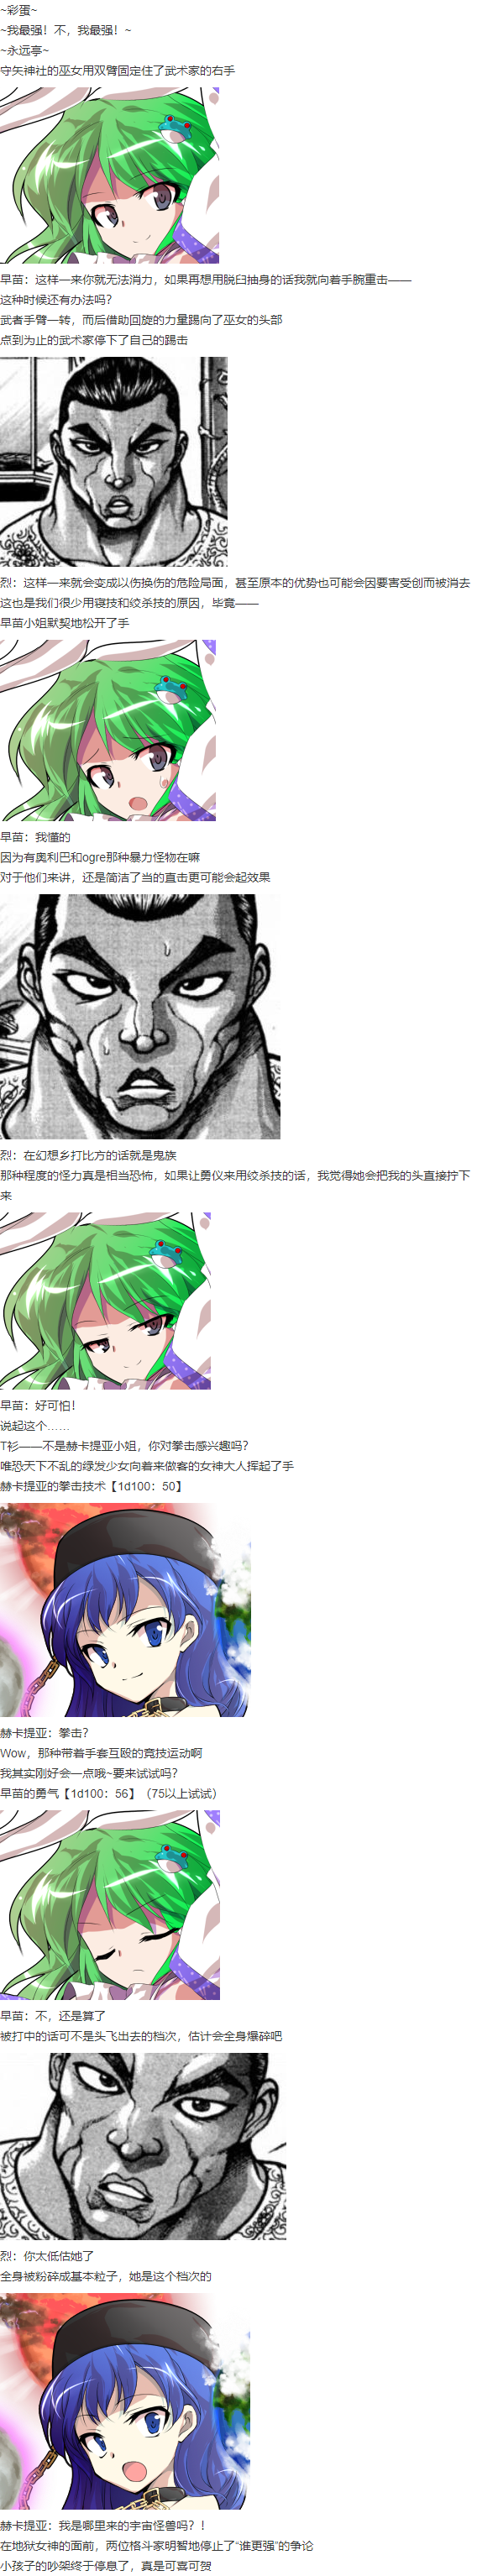 ~彩蛋~
~我最强！不，我最强！~
~永远亭~
守矢神社的巫女用双臂固定住了武术家的右手
早苗：这样一来你就无法消力，如果再想用脱臼抽身的话我就向着手腕重击——
这种时候还有办法吗？
武者手臂一转，而后借助回旋的力量踢向了巫女的头部
点到为止的武术家停下了自己的踢击
烈：这样一来就会变成以伤换伤的危险局面，甚至原本的优势也可能会因要害受创而被消去
这也是我们很少用寝技和绞杀技的原因，毕竟——
早苗小姐默契地松开了手
早苗：我懂的
因为有奥利巴和ogre那种暴力怪物在嘛
对于他们来讲，还是简洁了当的直击更可能会起效果
烈：在幻想乡打比方的话就是鬼族
那种程度的怪力真是相当恐怖，如果让勇仪来用绞杀技的话，我觉得她会把我的头直接拧下
来
早苗：好可怕！
说起这个……
T衫——不是赫卡提亚小姐，你对拳击感兴趣吗？
唯恐天下不乱的绿发少女向着来做客的女神大人挥起了手
赫卡提亚的拳击技术【1d100：50】
赫卡提亚：拳击？
Wow，那种带着手套互殴的竞技运动啊
我其实刚好会一点哦~要来试试吗？
早苗的勇气【1d100：56】（75以上试试）
早苗：不，还是算了
被打中的话可不是头飞出去的档次，估计会全身爆碎吧
烈：你太低估她了
全身被粉碎成基本粒子，她是这个档次的
赫卡提亚：我是哪里来的宇宙怪兽吗？！
在地狱女神的面前，两位格斗家明智地停止了“谁更强”的争论
小孩子的吵架终于停息了，真是可喜可贺